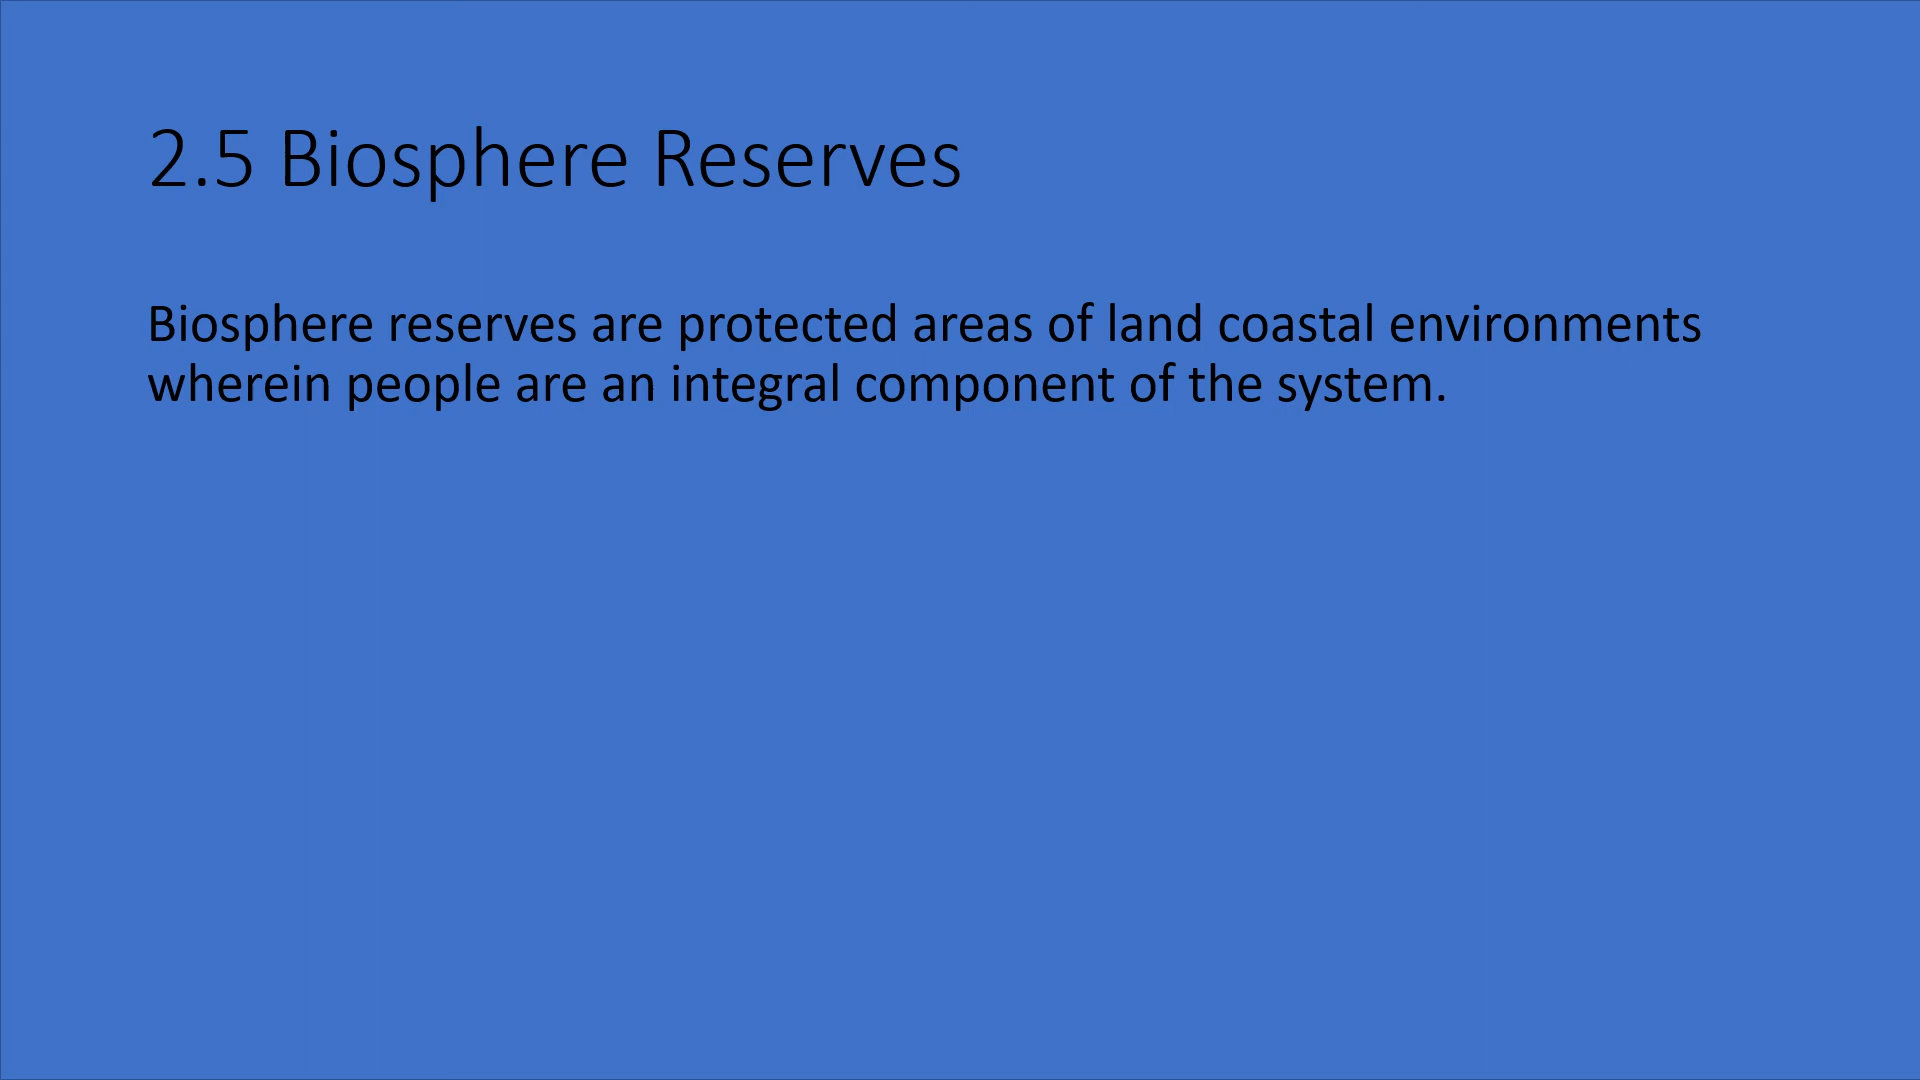 2.5 Biosphere Reserves
Biosphere reserves are protected areas of land coastal environments
wherein people are an integral component of the system.